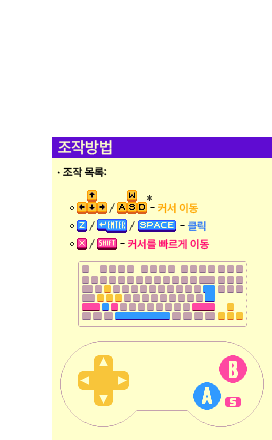 조작방법
· 조작 목록:
W
↑ / ← ↓ → / A S D * - 커서 이동
Z / ↵ENTER / SPACE - 클릭
X / SHIFT - 커서를 빠르게 이동
B
A
S